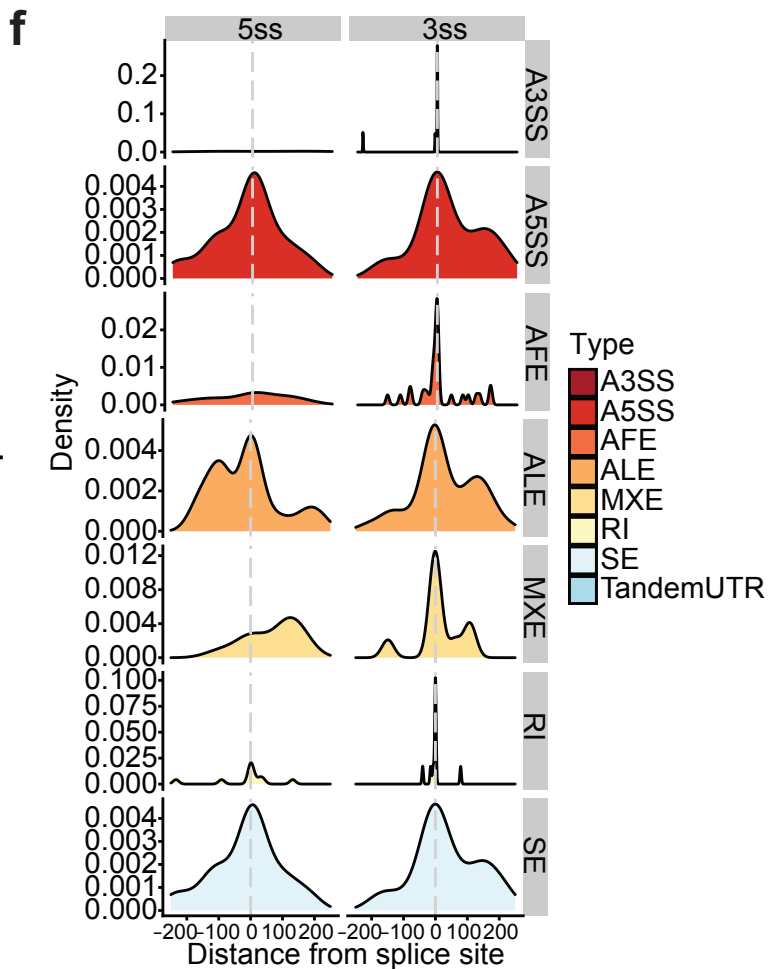 f
5ss 3ss
0.2
0.1
0.0
A3SS
0.004
0.003
0.002
0.001
0.000
A5SS
0.02
0.01
0.00
AFE
Density
0.004
0.002
0.000
ALE
0.012
0.008
0.004
0.000
MXE
0.100
0.075
0.050
0.025
0.000
RI
0.004
0.003
0.002
0.001
0.000
SE
−200 −100 0 100 200 −200 −100 0 100 200
Distance from splice site
Type
A3SS
A5SS
AFE
ALE
MXE
RI
SE
TandemUTR